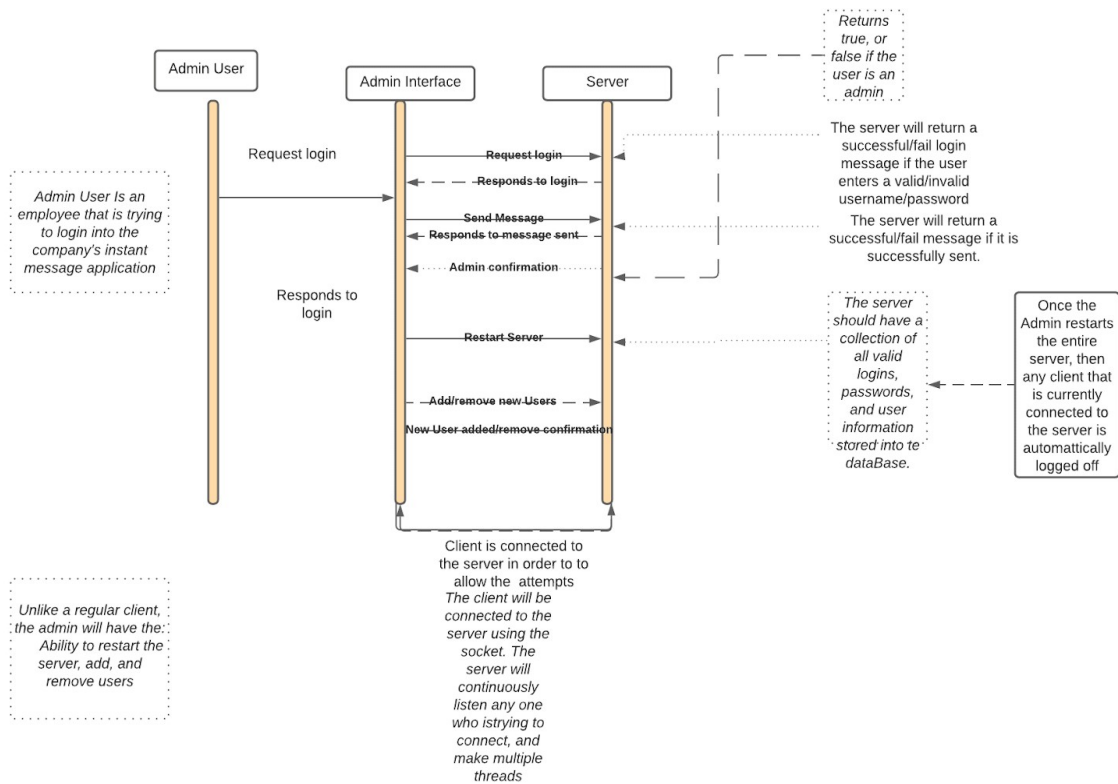 Returns
true, or
false if the
user is an
admin
Admin User
Admin Interface
Server
The server will return a
successful/fail login
message if the user
enters a valid/invalid
username/password
Request login
Request login
Responds to login
Admin User Is an
employee that is trying
to login into the
company's instant
message application
Send Message
Responds to message sent
The server will return a
successful/fail message if it is
successfully sent.
Admin confirmation
Responds to
login
Restart Server
The server
should have a
collection of
all valid
logins,
passwords,
and user
information
stored into te
dataBase.
Once the
Admin restarts
the entire
server, then
any client that
is currently
connected to
the server is
automattically
logged off
Add/remove new Users
New User added/remove confirmation
Client is connected to
the server in order to to
allow the attempts
The client will be
connected to the
server using the
socket. The
server will
continuously
listen any one
who istrying to
connect, and
make multiple
threads
Unlike a regular client,
the admin will have the:
Ability to restart the
server, add, and
remove users